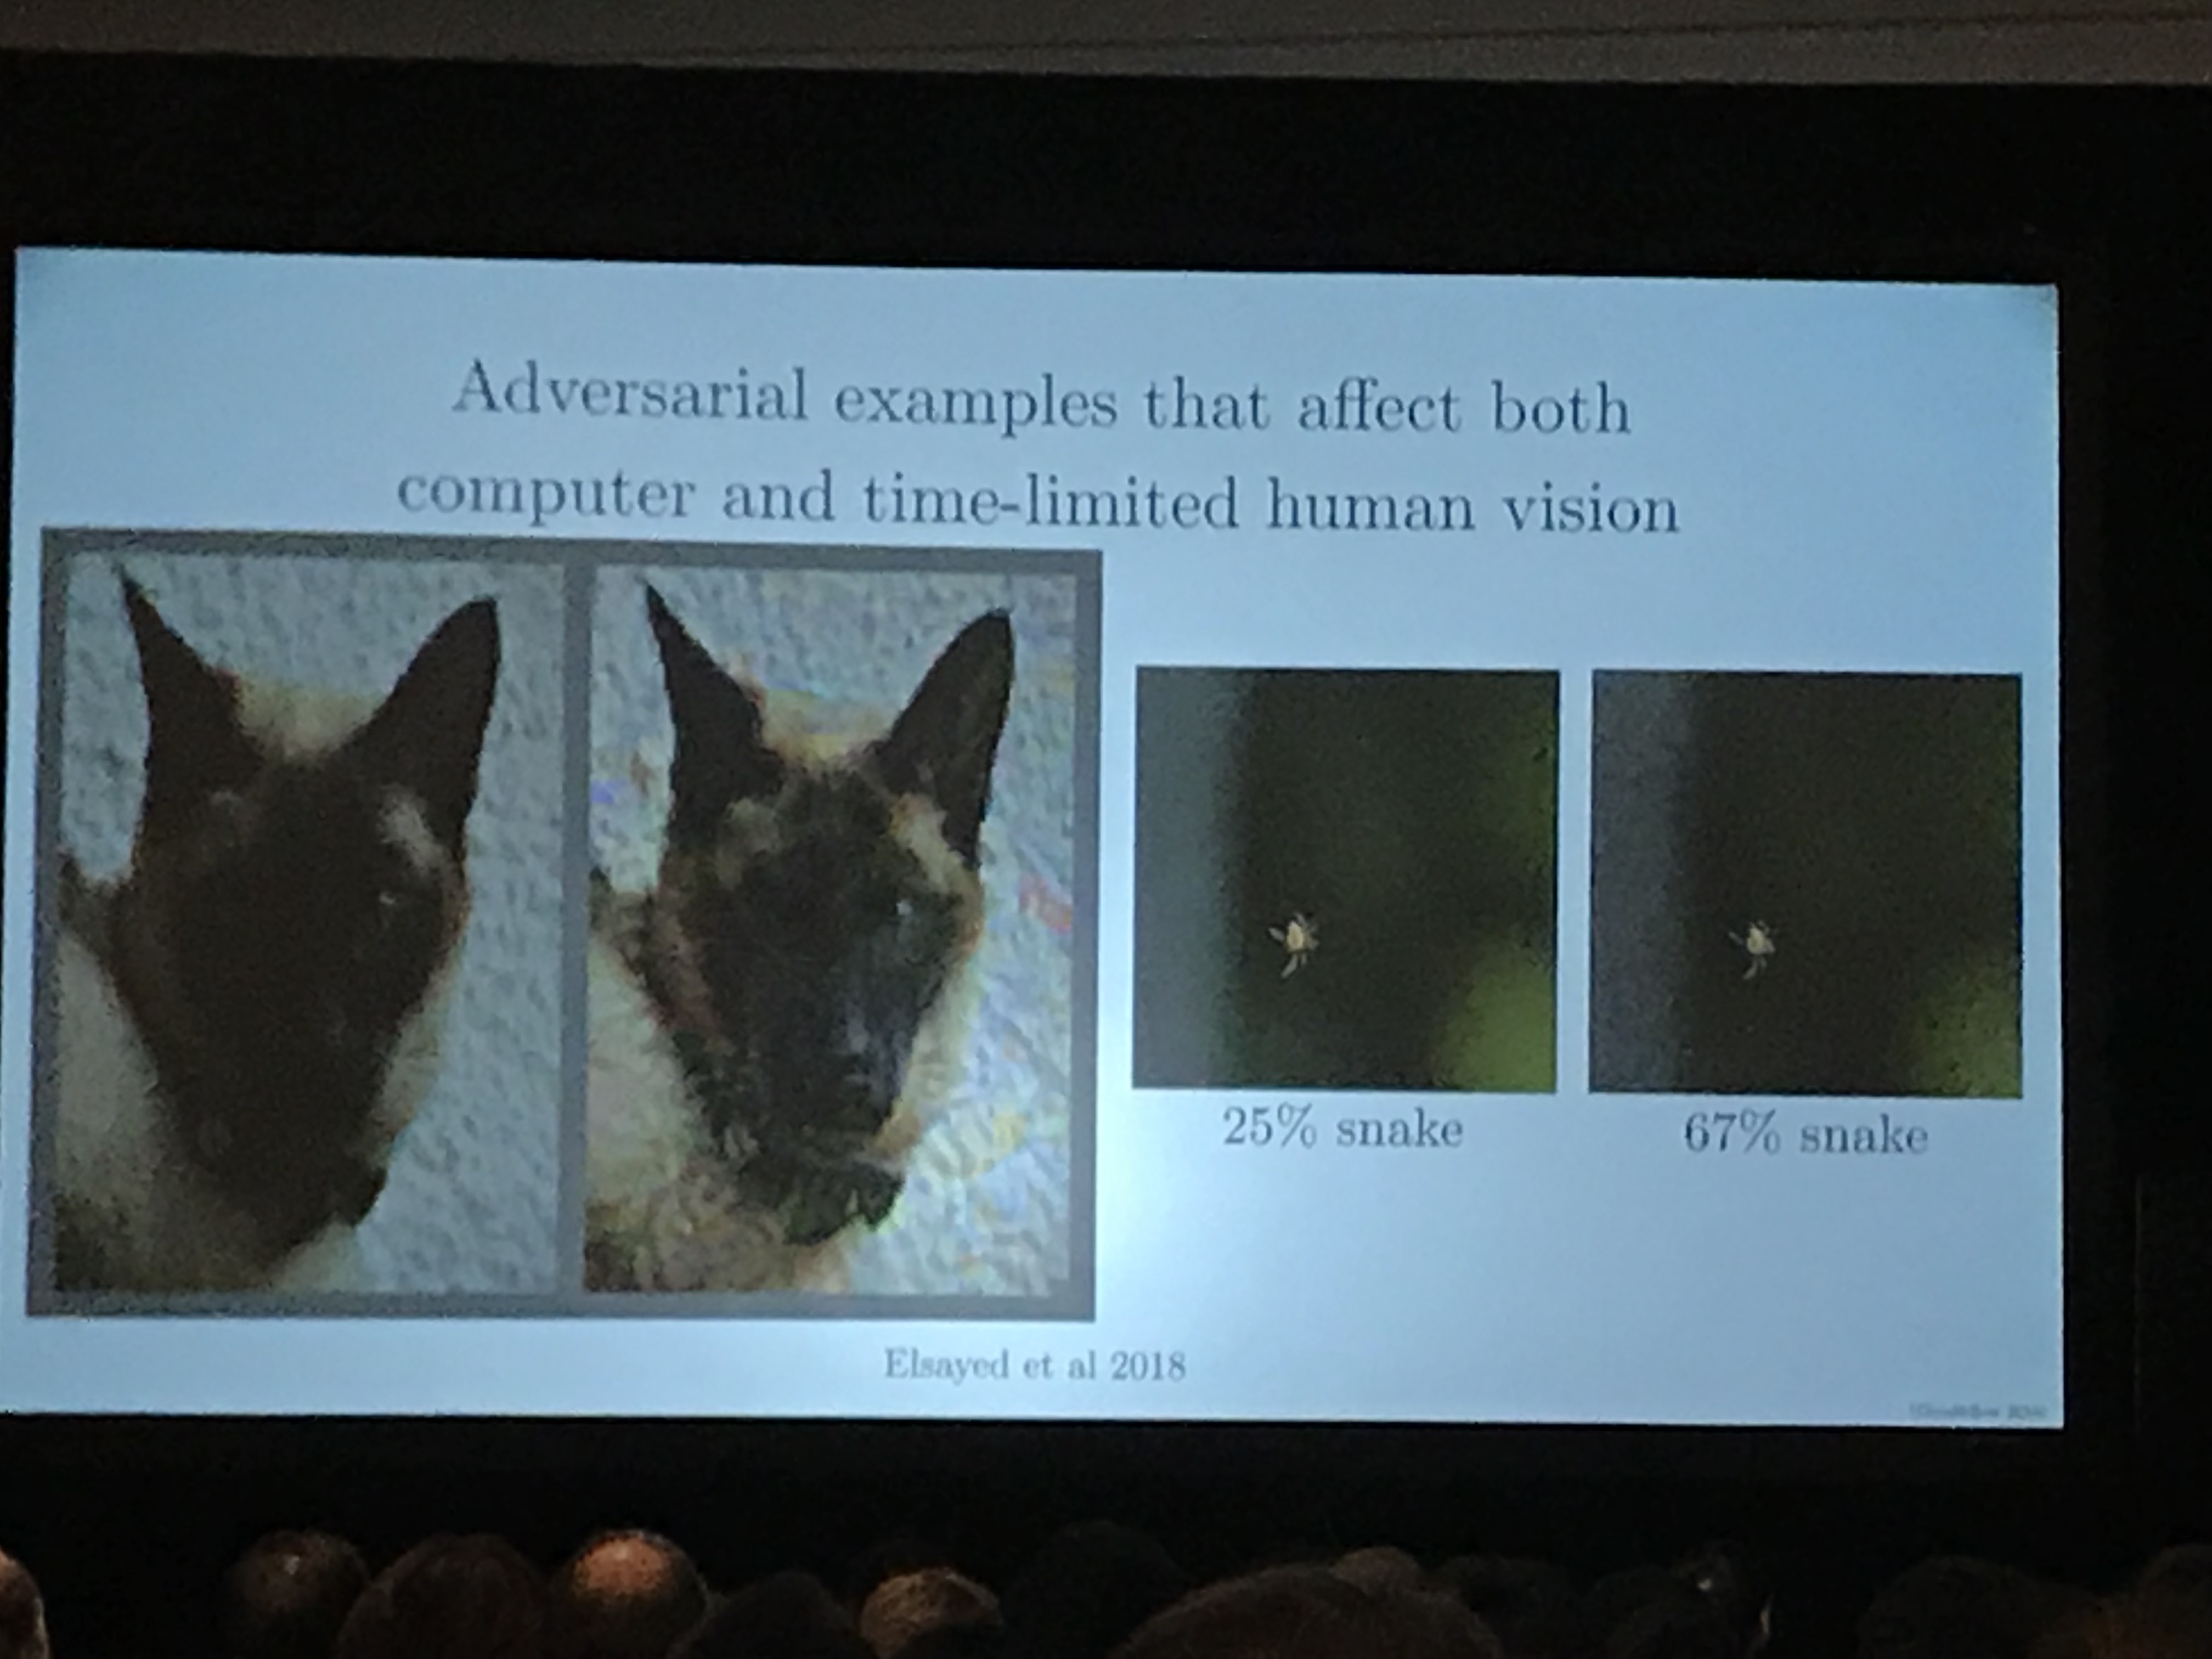 Adversarial examples that affect both
computer and time-limited human vision
25% snake
67% snake
Elsayed et al 2018